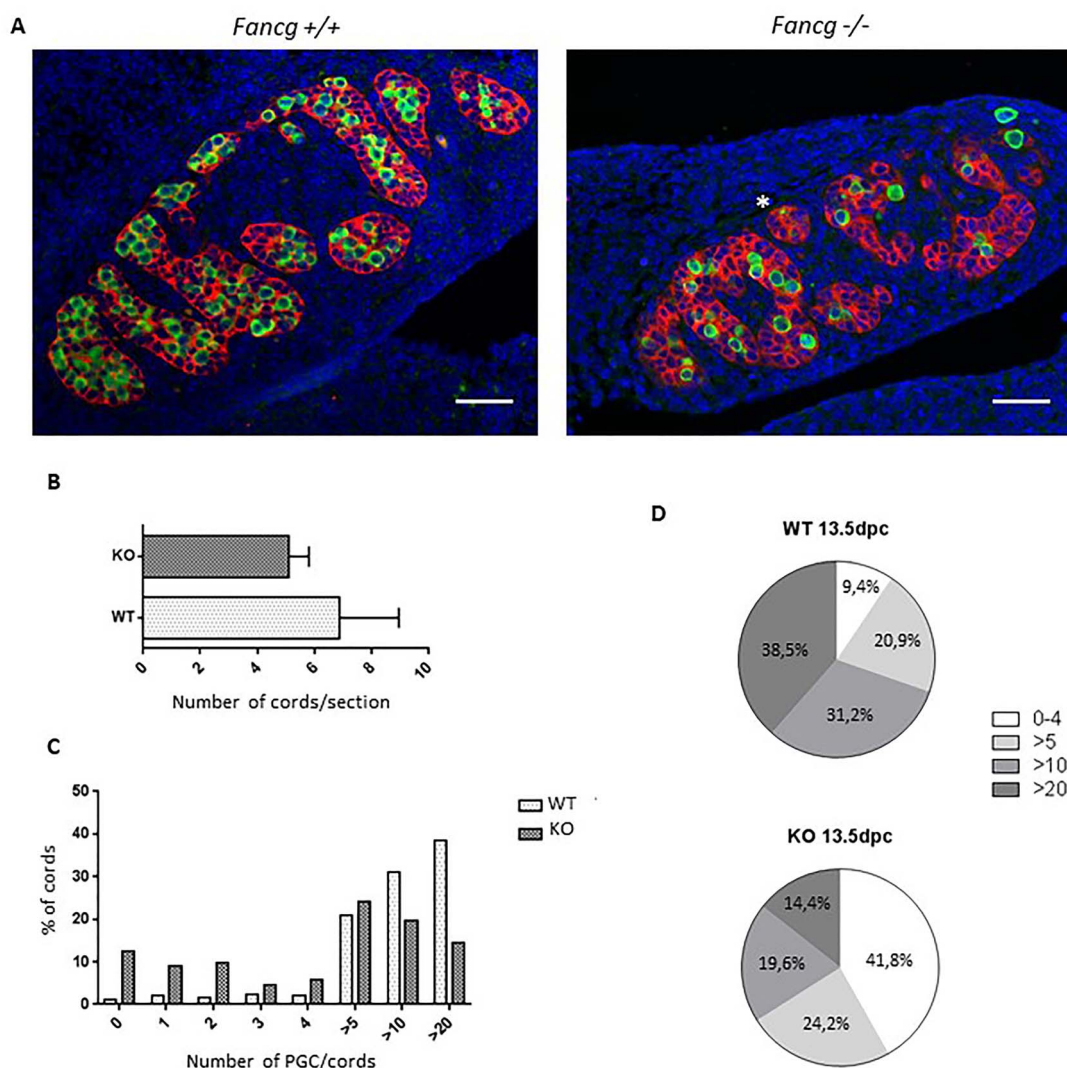 A
Fancg +/+
Fancg -/-
*
B
KO
WT
0 2 4 6 8 10
Number of cords/section
C
50
40
30
20
10
0
% of cords
0 1 2 3 4 >5 >10 >20
Number of PGC/cords
WT
KO
D
WT 13.5dpc
9,4%
20,9%
31,2%
38,5%
0-4
>5
>10
>20
KO 13.5dpc
14,4%
41,8%
19,6%
24,2%